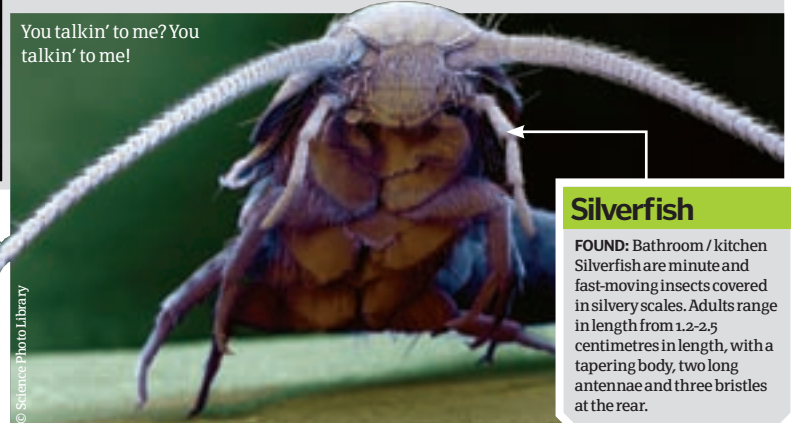 You talkin' to me? You
talkin' to me!
Silverfish
FOUND: Bathroom / kitchen
Silverfish are minute and
fast-moving insects covered
in silvery scales. Adults range
in length from 1.2-2.5
centimetres in length, with a
tapering body, two long
antennae and three bristles
at the rear.
© Science Photo Library